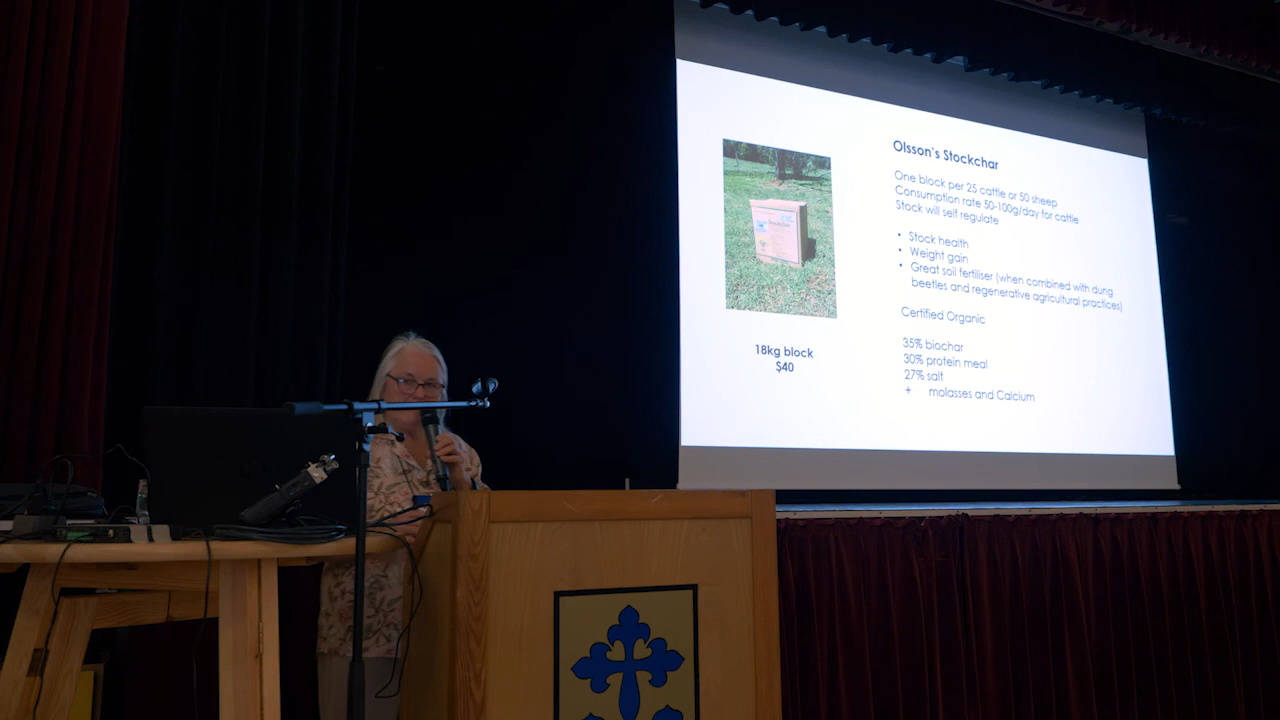 Olsson's Stockchar
One block per 25 cattle or 50 sheep
Consumption rate 50-100g/day for cattle
Stock will self regulate
• Stock health
• Weight gain
• Great soil fertiliser (when combined with dung
beetles and regenerative agricultural practices)
Certified Organic
35% biochar
30% protein meal
27% salt
+ molasses and Calcium
18kg block
$40